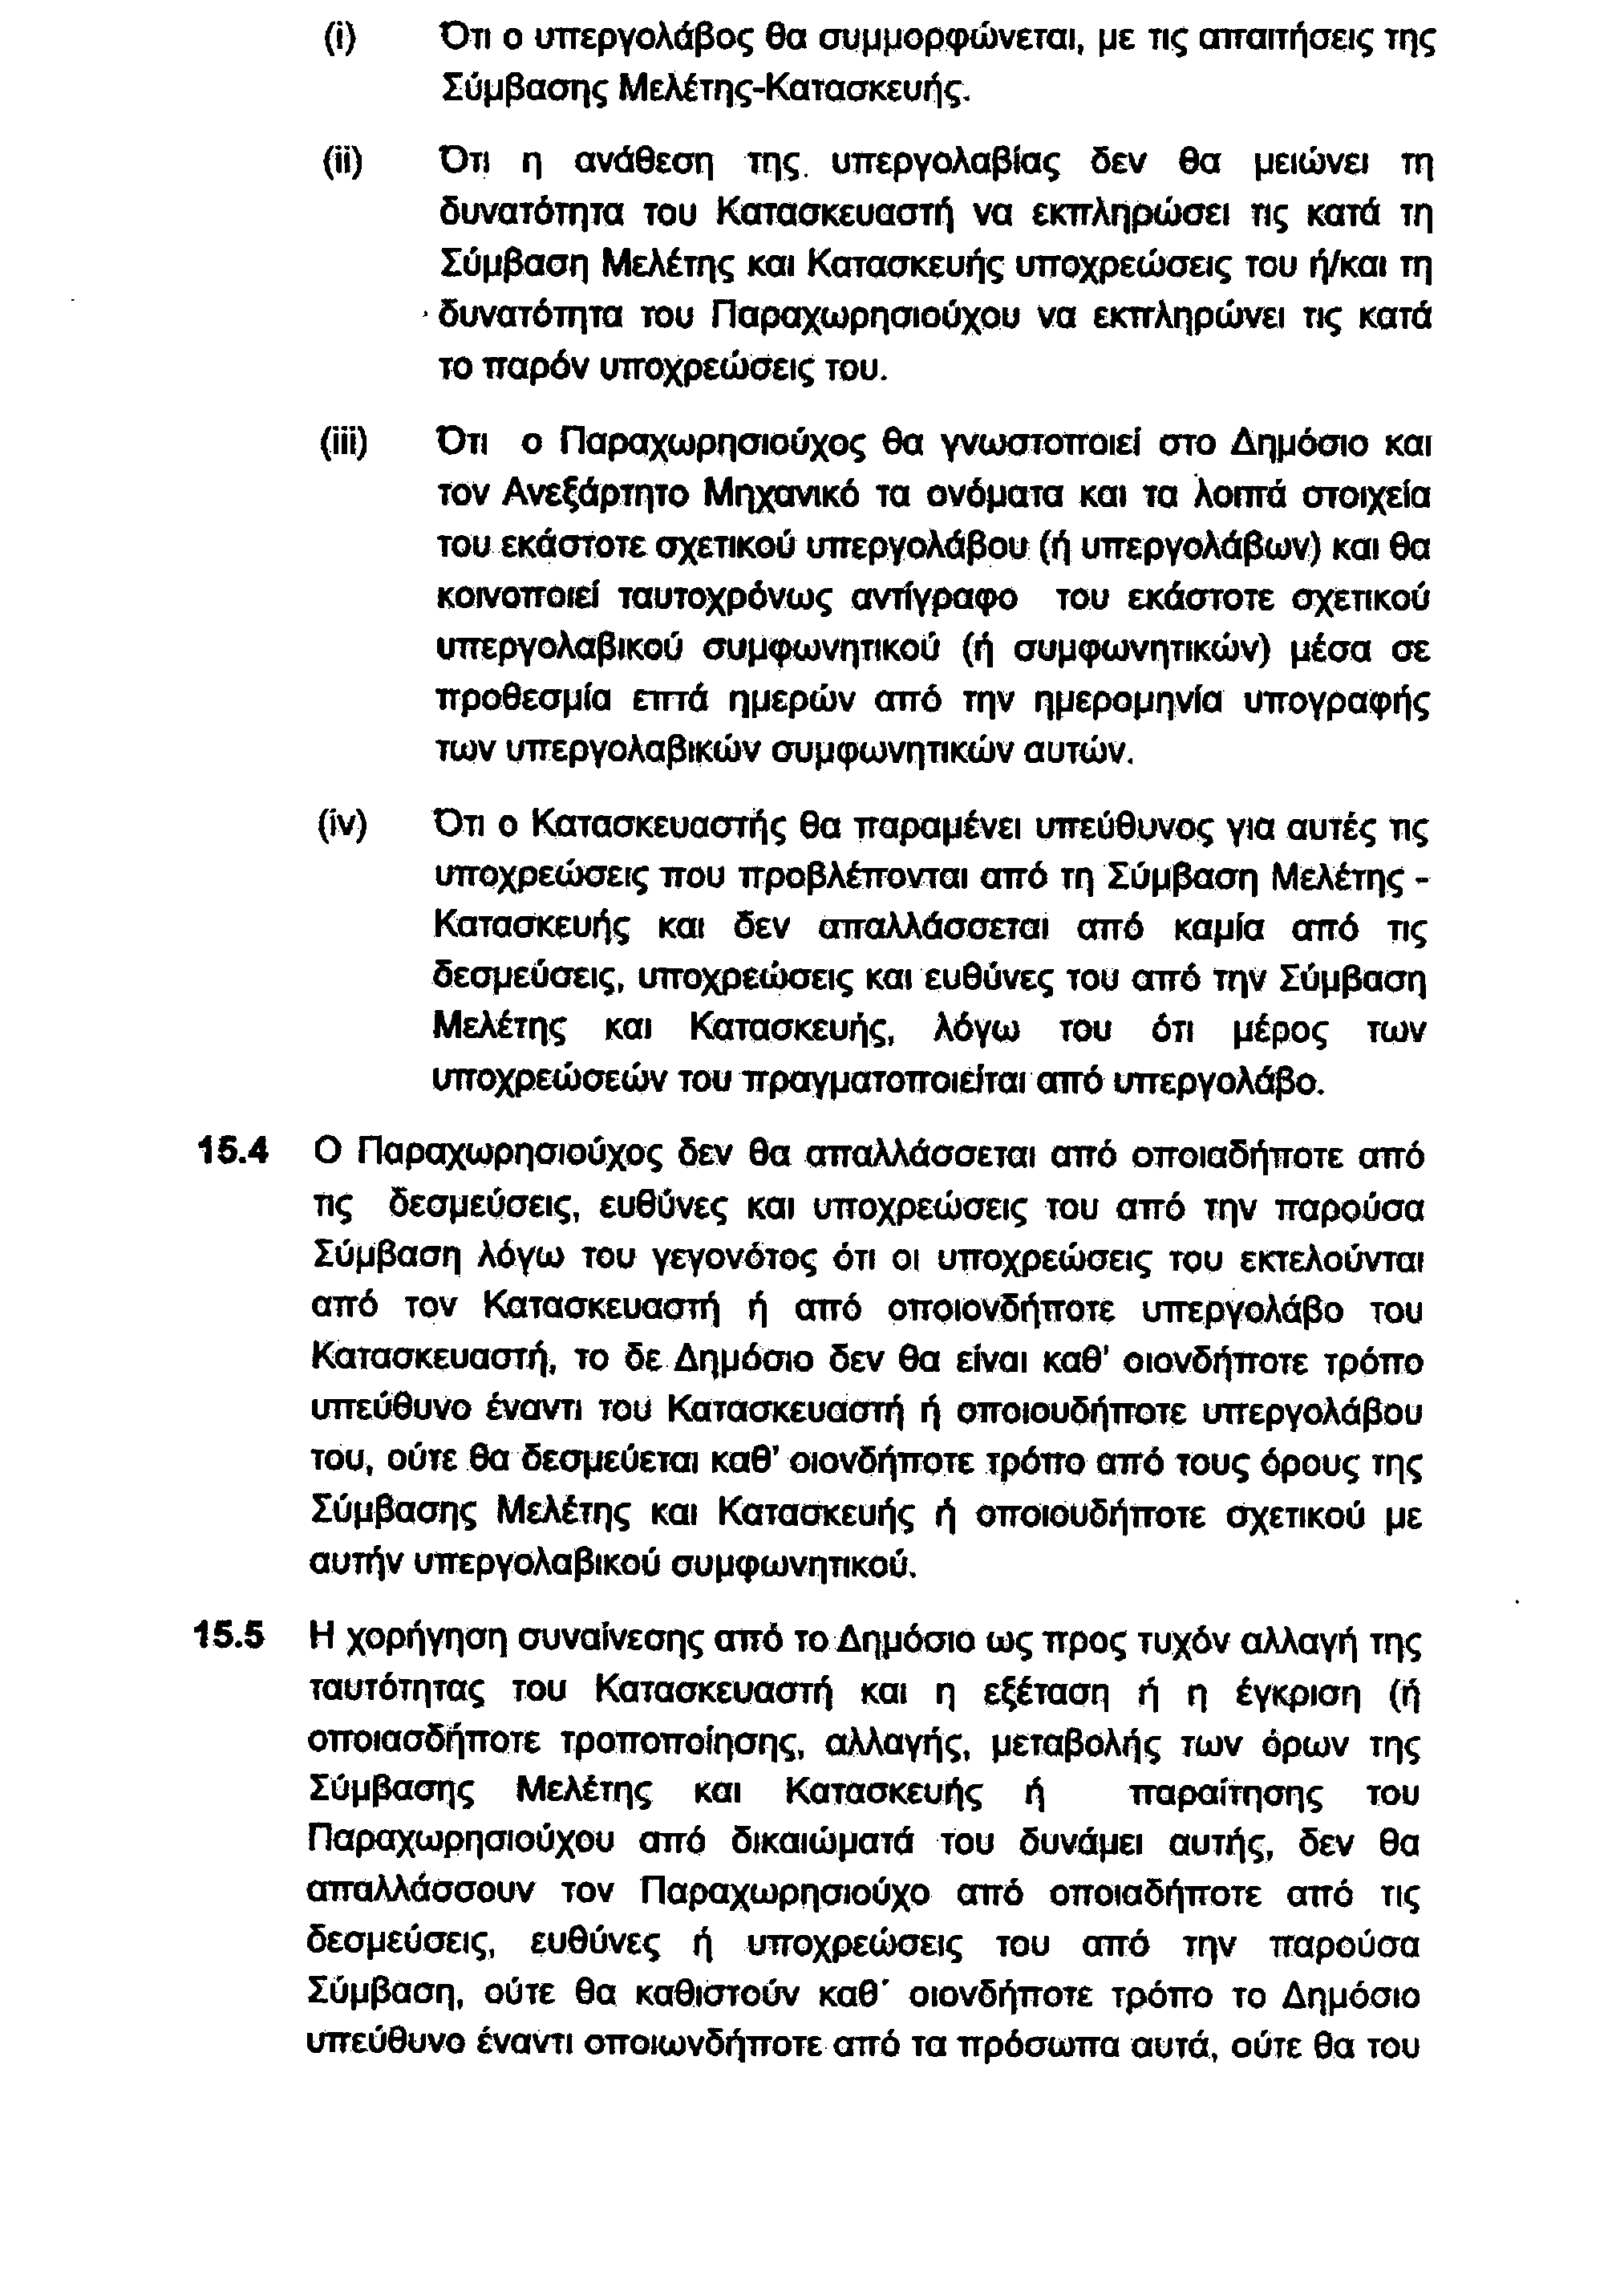 (i) Ότι ο υπεργολάβος θα συμμορφώνεται, με τις απαιτήσεις της
Σύμβασης Μελέτης-Κατασκευής.
(ii) Ότι η ανάθεση της υπεργολαβίας δεν θα μειώνει τη
δυνατότητα του Κατασκευαστή να εκπληρώσει τις κατά τη
Σύμβαση Μελέτης και Κατασκευής υποχρεώσεις του ή/και τη
δυνατότητα του Παραχωρησιούχου να εκπληρώνει τις κατά
το παρόν υποχρεώσεις του.
(iii) Ότι ο Παραχωρησιούχος θα γνωστοποιεί στο Δημόσιο και
τον Ανεξάρτητο Μηχανικό τα ονόματα και τα λοιπά στοιχεία
του εκάστοτε σχετικού υπεργολάβου (ή υπεργολάβων) και θα
κοινοποιεί ταυτοχρόνως αντίγραφο του εκάστοτε σχετικού
υπεργολαβικού συμφωνητικού (ή συμφωνητικών) μέσα σε
προθεσμία επτά ημερών από την ημερομηνία υπογραφής
των υπεργολαβικών συμφωνητικών αυτών.
(iv) Ότι ο Κατασκευαστής θα παραμένει υπεύθυνος για αυτές τις
υποχρεώσεις που προβλέπονται από τη Σύμβαση Μελέτης -
Κατασκευής και δεν απαλλάσσεται από καμία από τις
δεσμεύσεις, υποχρεώσεις και ευθύνες του από την Σύμβαση
Μελέτης και Κατασκευής, λόγω του ότι μέρος των
υποχρεώσεών του πραγματοποιείται από υπεργολάβο.
15.4 Ο Παραχωρησιούχος δεν θα απαλλάσσεται από οποιαδήποτε από
τις δεσμεύσεις, ευθύνες και υποχρεώσεις του από την παρούσα
Σύμβαση λόγω του γεγονότος ότι οι υποχρεώσεις του εκτελούνται
από τον Κατασκευαστή ή από οποιονδήποτε υπεργολάβο του
Κατασκευαστή, το δε Δημόσιο δεν θα είναι καθ' οιονδήποτε τρόπο
υπεύθυνο έναντι του Κατασκευαστή ή οποιουδήποτε υπεργολάβου
του, ούτε θα δεσμεύεται καθ' οιονδήποτε τρόπο από τους όρους της
Σύμβασης Μελέτης και Κατασκευής ή οποιουδήποτε σχετικού με
αυτήν υπεργολαβικού συμφωνητικού.
15.5 Η χορήγηση συναίνεσης από το Δημόσιο ως προς τυχόν αλλαγή της
ταυτότητας του Κατασκευαστή και η εξέταση ή η έγκριση (ή
οποιασδήποτε τροποποίησης, αλλαγής, μεταβολής των όρων της
Σύμβασης Μελέτης και Κατασκευής ή παραίτησης του
Παραχωρησιούχου από δικαιώματά του δυνάμει αυτής, δεν θα
απαλλάσσουν τον Παραχωρησιούχο από οποιαδήποτε από τις
δεσμεύσεις, ευθύνες ή υποχρεώσεις του από την παρούσα
Σύμβαση, ούτε θα καθιστούν καθ' οιονδήποτε τρόπο το Δημόσιο
υπεύθυνο έναντι οποιωνδήποτε από τα πρόσωπα αυτά, ούτε θα του